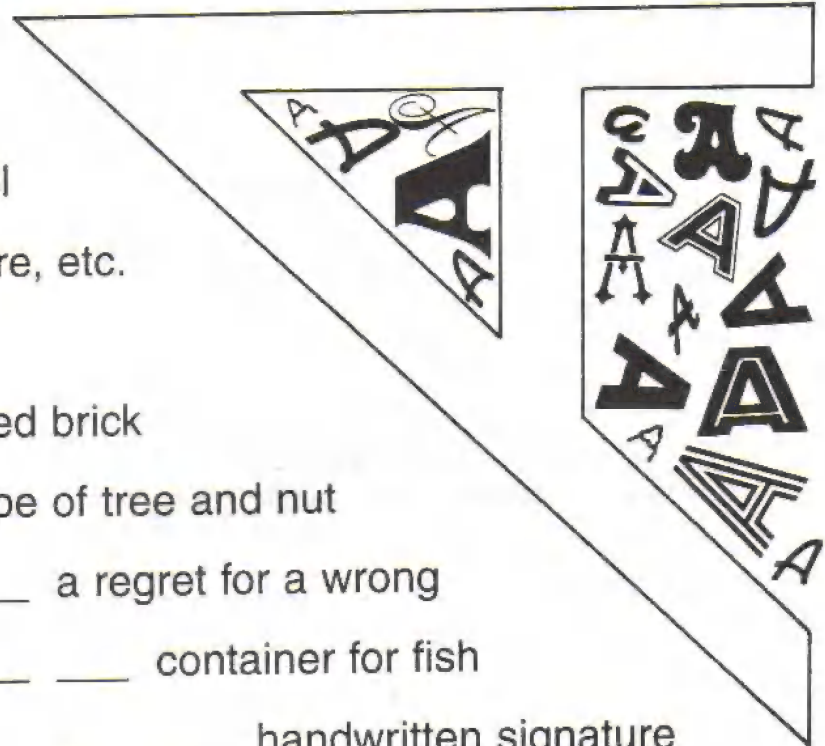 l
re, etc.
ed brick
pe of tree and nut
a regret for a wrong
container for fish
handwritten signature
A A A A A
A A A A A A A A A A A A A